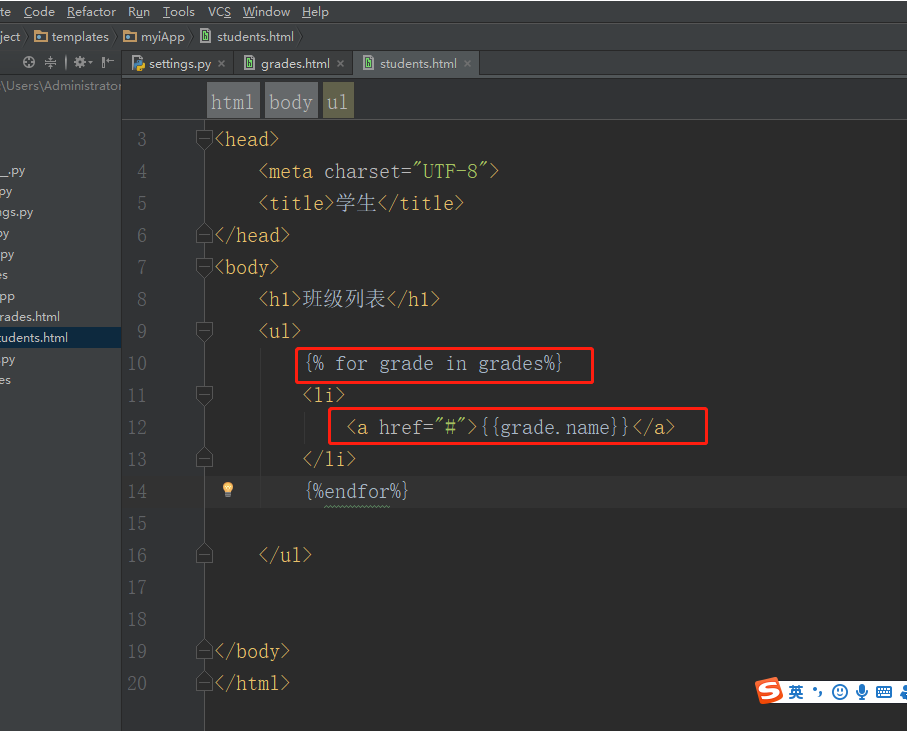 te Code Refactor Run Tools VCS Window Help
ject templates myiApp students.html
settings.py × grades.html × students.html ×
:\Users\Administrator
html body ul
__.py
py
ngs.py
py
py
es
pp
rades.html
tudents.html
.py
es
3 <head>
4 <meta charset="UTF-8">
5 <title>学生</title>
6 </head>
7 <body>
8 <h1>班级列表</h1>
9 <ul>
10 {% for grade in grades%}
11 <li>
12 <a href="#">{{grade.name}}</a>
13 </li>
14 {%endfor%}
15
16 </ul>
17
18
19 </body>
20 </html>
S 英